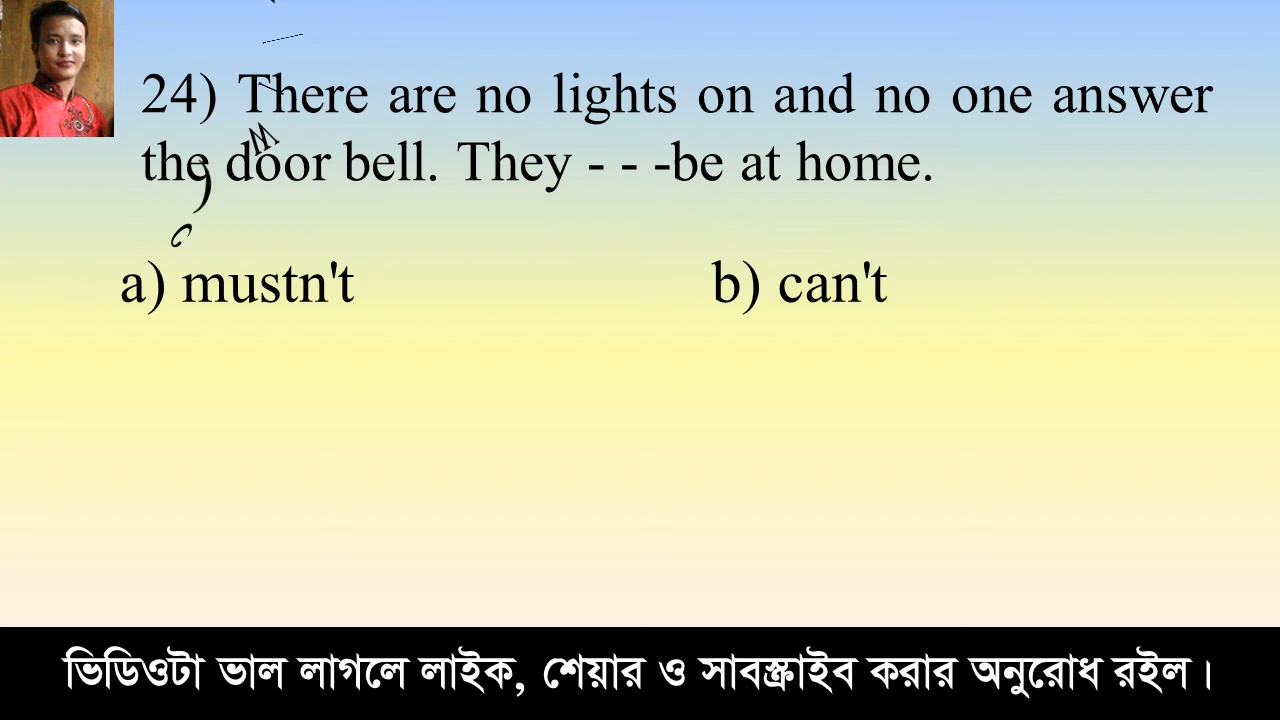 24) There are no lights on and no one answer
the door bell. They - - -be at home.
a) mustn't b) can't
ভিডিওটা ভাল লাগলে লাইক, শেয়ার ও সাবস্ক্রাইব করার অনুরোধ রইল।